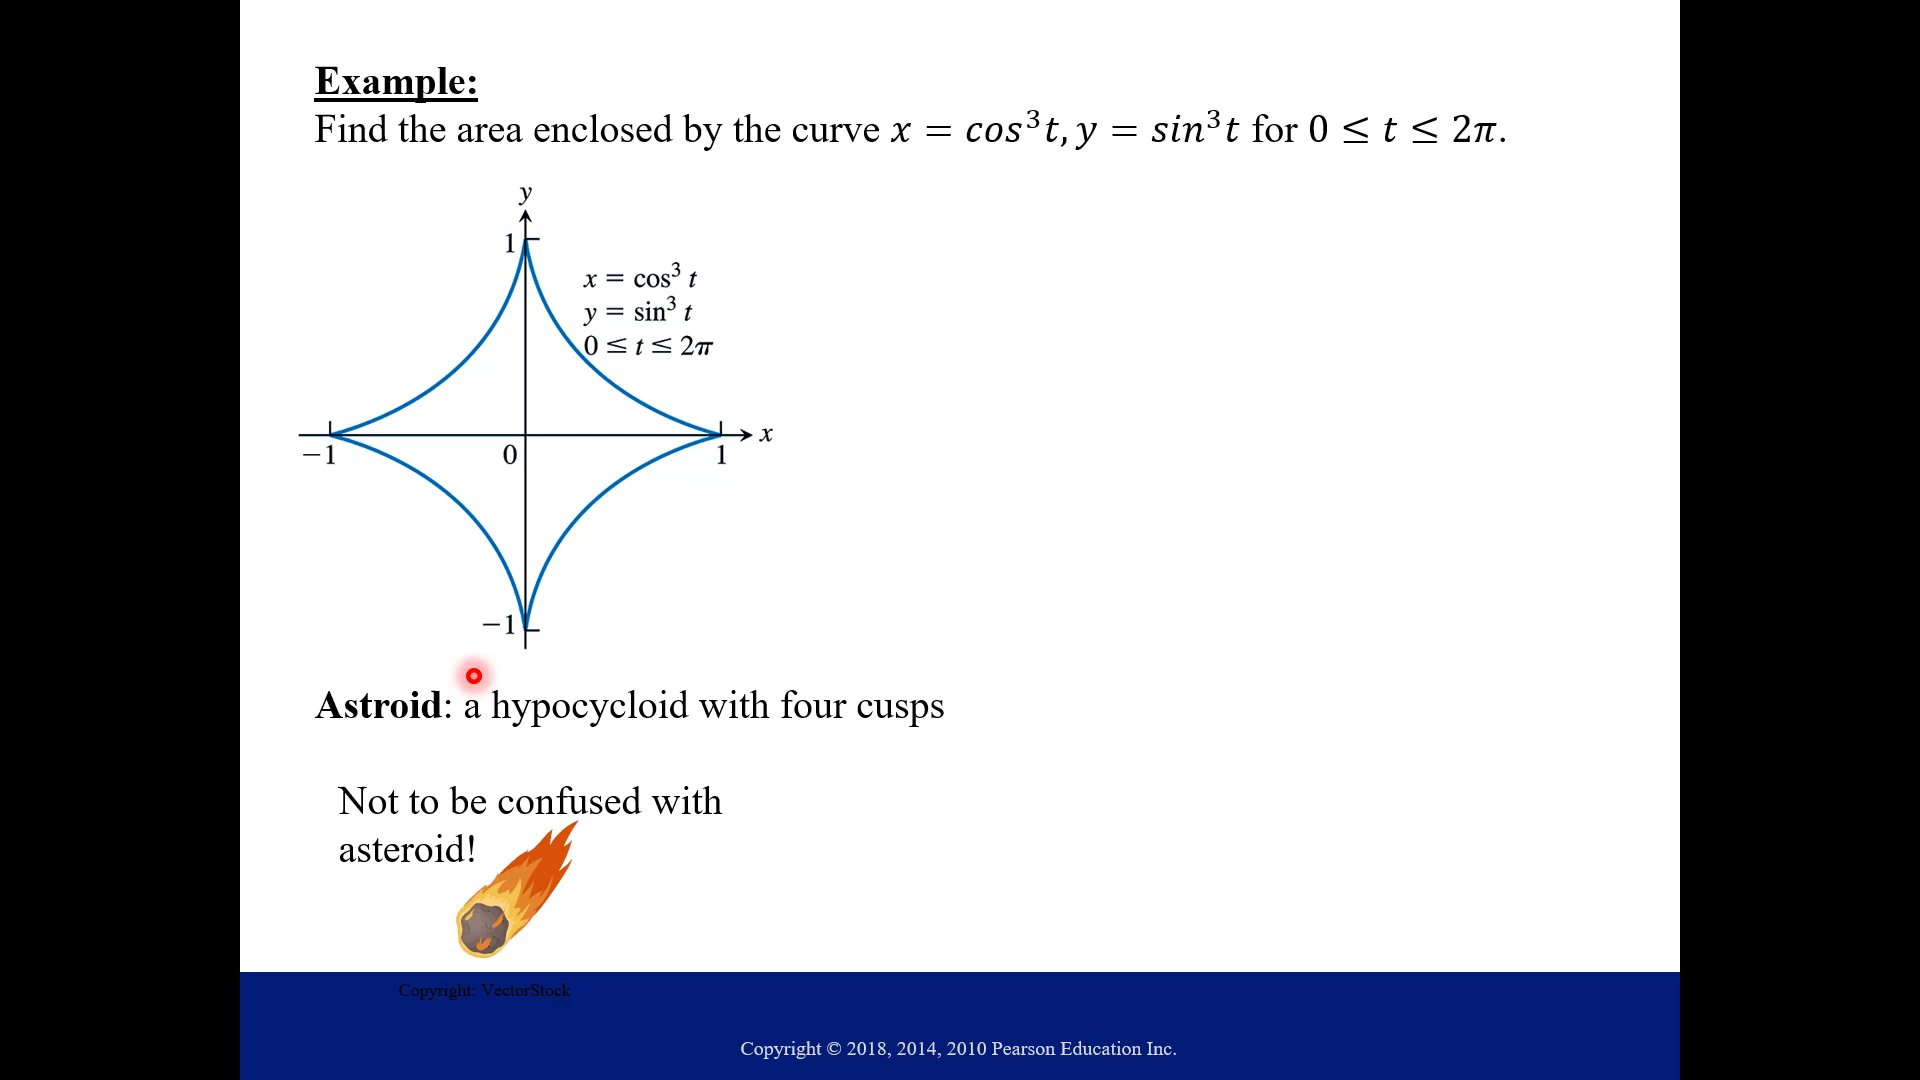 Example:
Find the area enclosed by the curve 𝑥 = 𝑐𝑜𝑠³𝑡, 𝑦 = 𝑠𝑖𝑛³𝑡 for 0 ≤ 𝑡 ≤ 2𝜋.
y
1
x = cos³ t
y = sin³ t
0 ≤ t ≤ 2π
x
−1
0
1
−1
Astroid: a hypocycloid with four cusps
Not to be confused with
asteroid!
Copyright: VectorStock
Copyright © 2018, 2014, 2010 Pearson Education Inc.